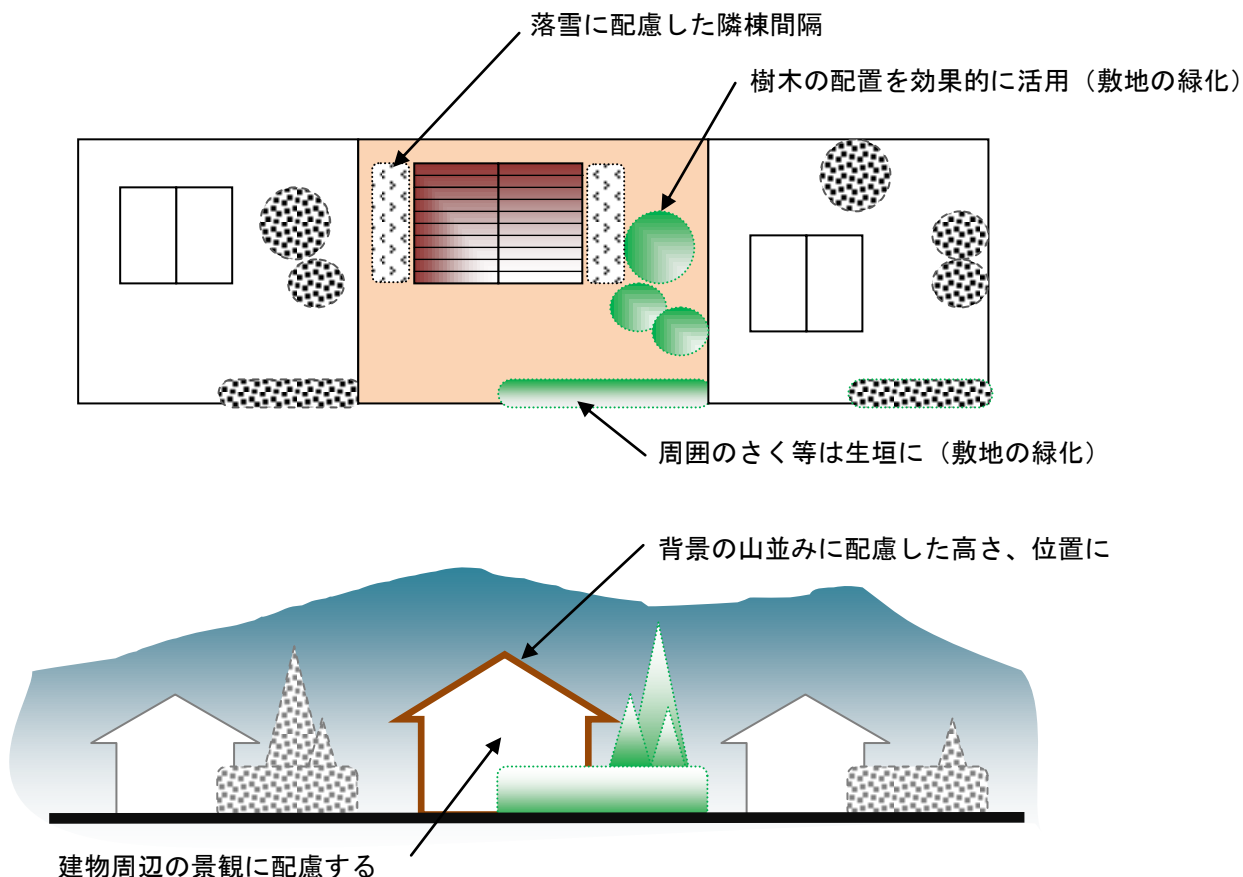 落雪に配慮した隣棟間隔
樹木の配置を効果的に活用（敷地の緑化）
周囲のさく等は生垣に（敷地の緑化）
背景の山並みに配慮した高さ、位置に
建物周辺の景観に配慮する